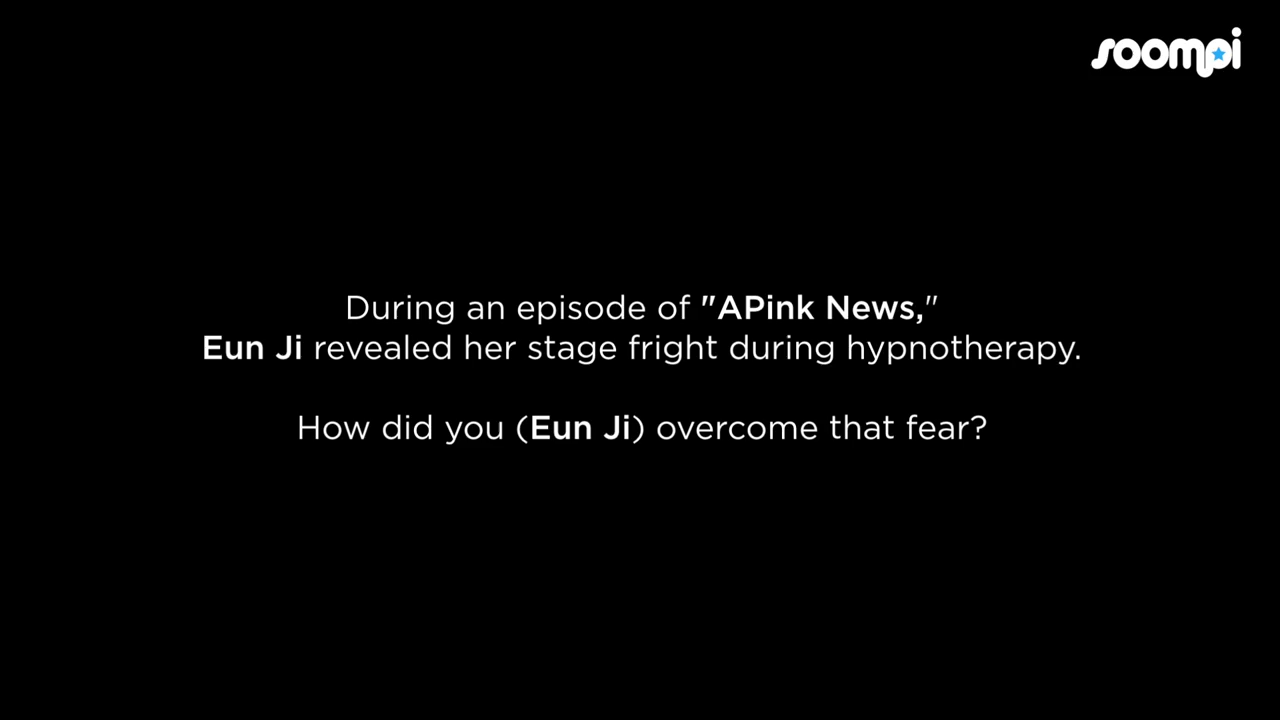 soompi
During an episode of "APink News,"
Eun Ji revealed her stage fright during hypnotherapy.
How did you (Eun Ji) overcome that fear?